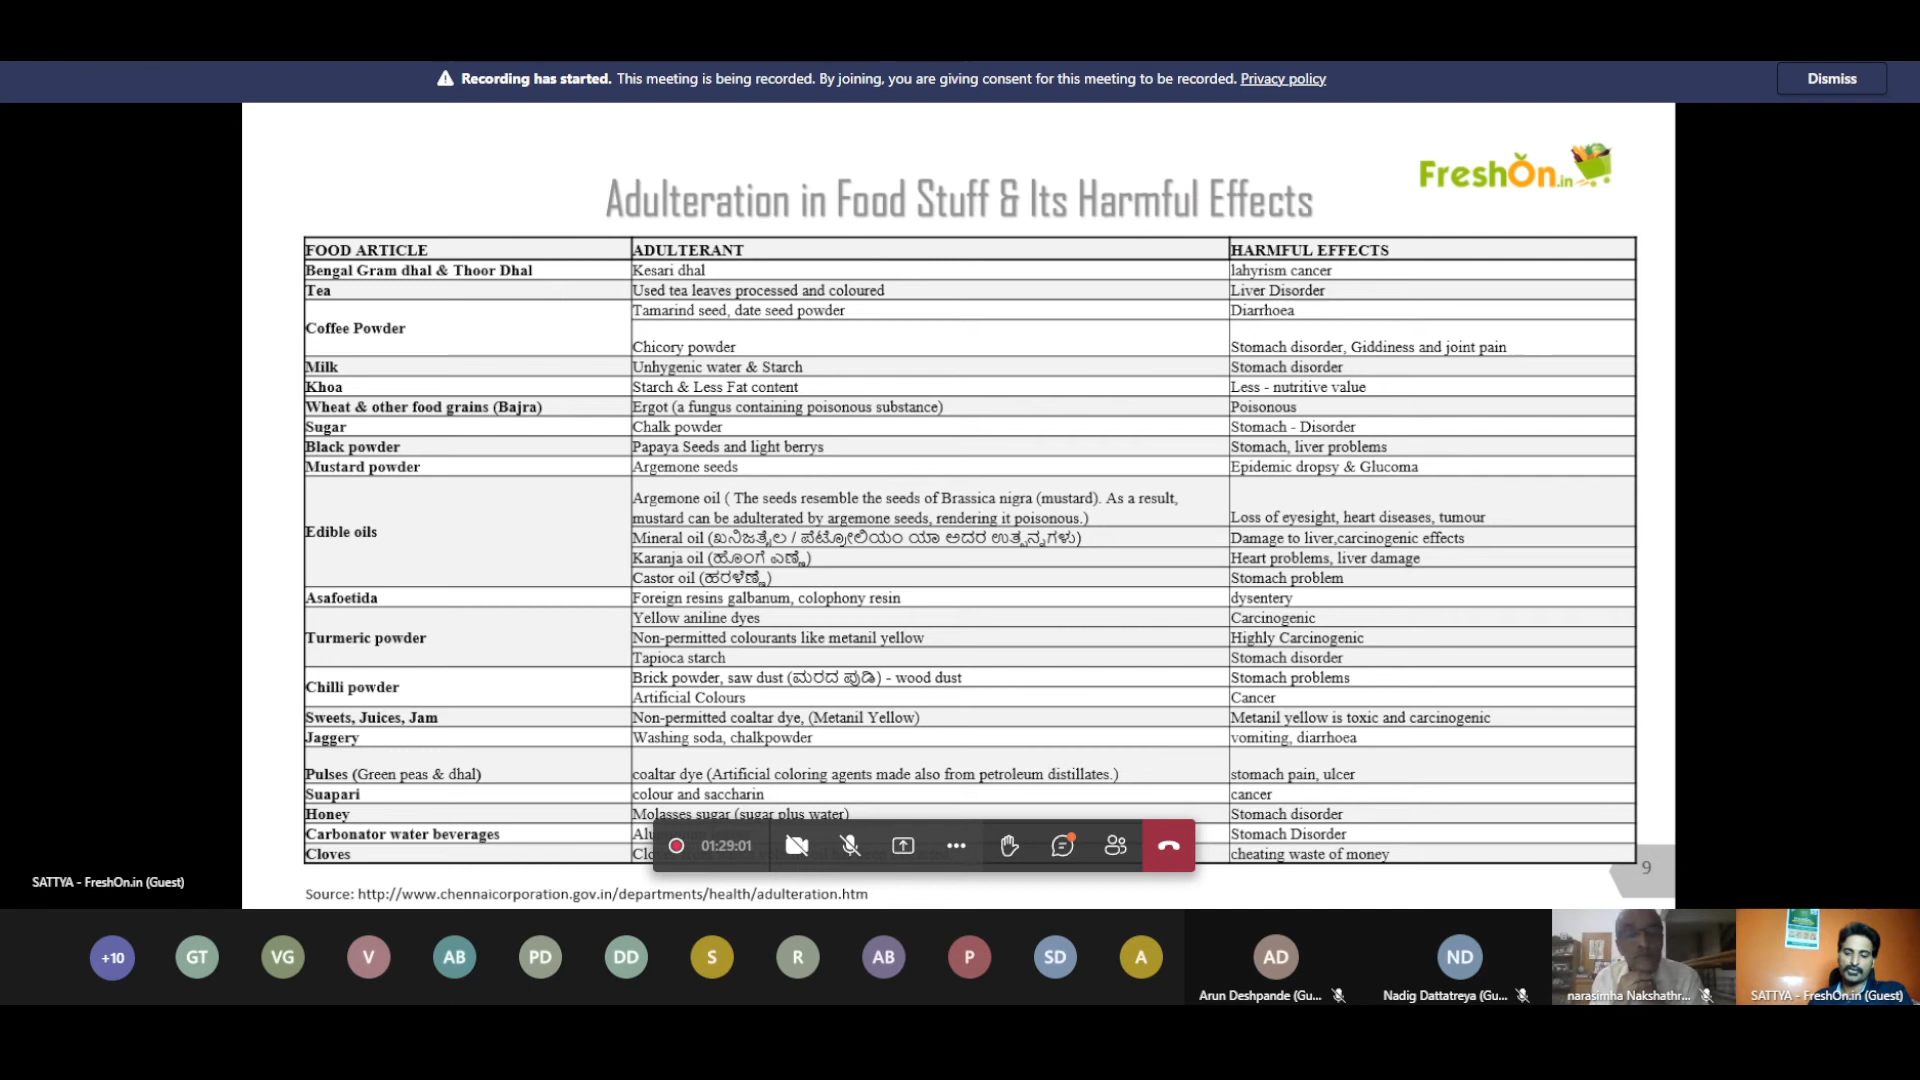 Recording has started. This meeting is being recorded. By joining, you are giving consent for this meeting to be recorded. Privacy policy
Dismiss
FreshOn.in
Adulteration in Food Stuff & Its Harmful Effects
FOOD ARTICLE ADULTERANT HARMFUL EFFECTS
Bengal Gram dhal & Thoor Dhal Kesari dhal lahyrism cancer
Tea Used tea leaves processed and coloured Liver Disorder
Coffee Powder Tamarind seed, date seed powder Diarrhoea
Chicory powder Stomach disorder, Giddiness and joint pain
Milk Unhygenic water & Starch Stomach disorder
Khoa Starch & Less Fat content Less - nutritive value
Wheat & other food grains (Bajra) Ergot (a fungus containing poisonous substance) Poisonous
Sugar Chalk powder Stomach - Disorder
Black powder Papaya Seeds and light berrys Stomach, liver problems
Mustard powder Argemone seeds Epidemic dropsy & Glucoma
Edible oils Argemone oil ( The seeds resemble the seeds of Brassica nigra (mustard). As a result,
mustard can be adulterated by argemone seeds, rendering it poisonous.) Loss of eyesight, heart diseases, tumour
Mineral oil (ಖನಿಜತೈಲ / ಪೆಟ್ರೋಲಿಯಂ ಯಾ ಅದರ ಉತ್ಪನ್ನಗಳು) Damage to liver,carcinogenic effects
Karanja oil (ಹೊಂಗೆ ಎಣ್ಣೆ) Heart problems, liver damage
Castor oil (ಹರಳೆಣ್ಣೆ) Stomach problem
Asafoetida Foreign resins galbanum, colophony resin dysentery
Turmeric powder Yellow aniline dyes Carcinogenic
Non-permitted colourants like metanil yellow Highly Carcinogenic
Tapioca starch Stomach disorder
Chilli powder Brick powder, saw dust (ಮರದ ಪುಡಿ) - wood dust Stomach problems
Artificial Colours Cancer
Sweets, Juices, Jam Non-permitted coaltar dye, (Metanil Yellow) Metanil yellow is toxic and carcinogenic
Jaggery Washing soda, chalkpowder vomiting, diarrhoea
Pulses (Green peas & dhal) coaltar dye (Artificial coloring agents made also from petroleum distillates.) stomach pain, ulcer
Suapari colour and saccharin cancer
Honey Molasses sugar (sugar plus water) Stomach disorder
Carbonator water beverages Stomach Disorder
Cloves cheating waste of money
01:29:01
9
SATTYA - FreshOn.in (Guest)
Source: http://www.chennaicorporation.gov.in/departments/health/adulteration.htm
+10 GT VG V AB PD DD S R AB P SD A AD ND
Arun Deshpande (Gu... Nadig Dattatreya (Gu... narasimha Nakshathr... SATTYA - FreshOn.in (Guest)